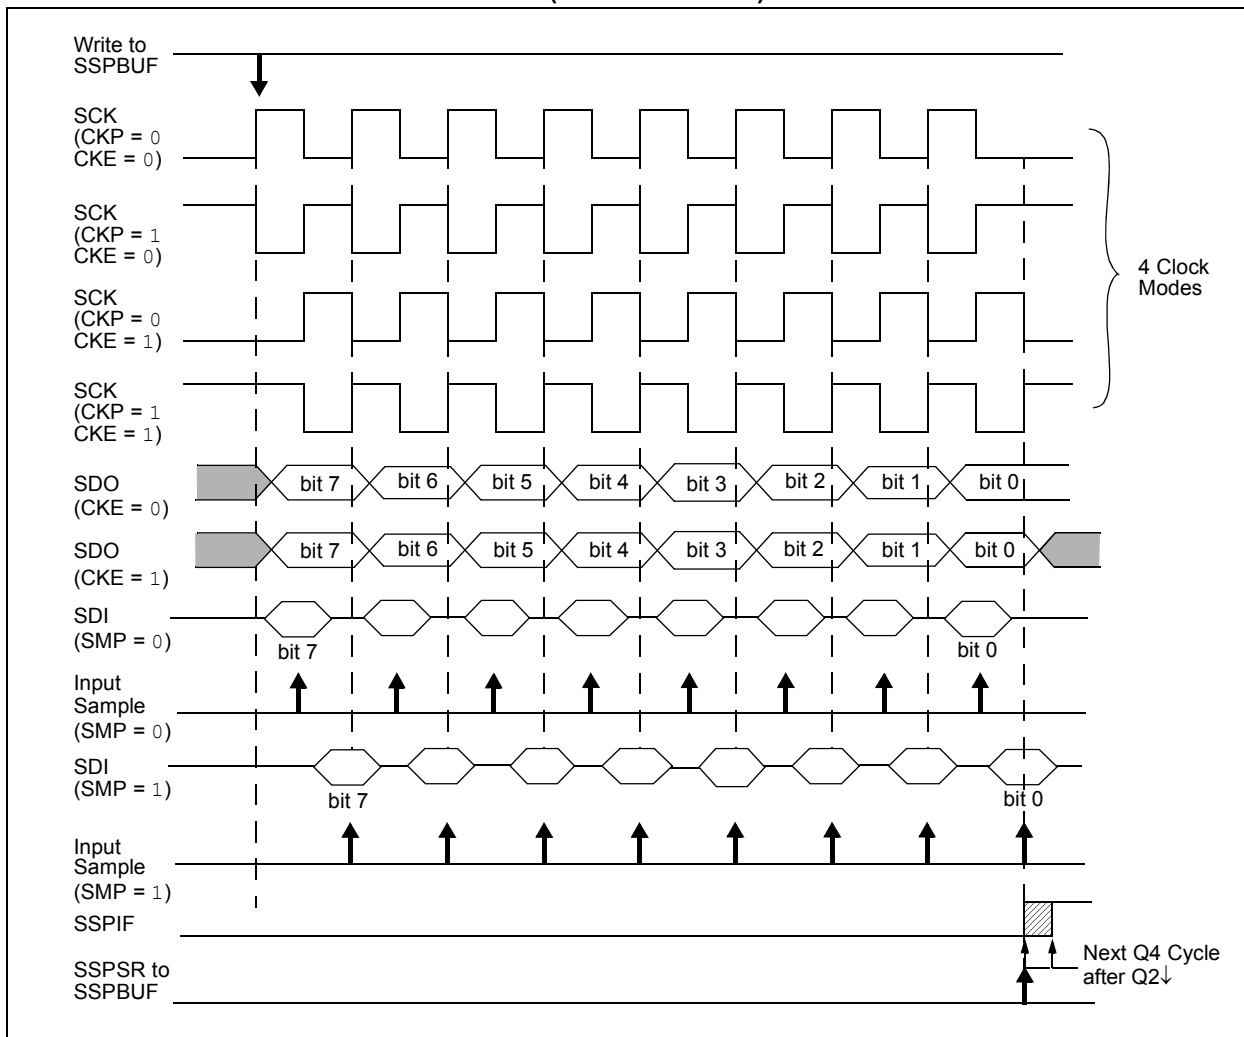 Write to
SSPBUF
SCK
(CKP = 0
CKE = 0)
SCK
(CKP = 1
CKE = 0)
SCK
(CKP = 0
CKE = 1)
SCK
(CKP = 1
CKE = 1)
4 Clock
Modes
SDO
(CKE = 0)
bit 7 bit 6 bit 5 bit 4 bit 3 bit 2 bit 1 bit 0
SDO
(CKE = 1)
bit 7 bit 6 bit 5 bit 4 bit 3 bit 2 bit 1 bit 0
SDI
(SMP = 0)
bit 7 bit 0
Input
Sample
(SMP = 0)
SDI
(SMP = 1)
bit 7 bit 0
Input
Sample
(SMP = 1)
SSPIF
SSPSR to
SSPBUF
Next Q4 Cycle
after Q2↓